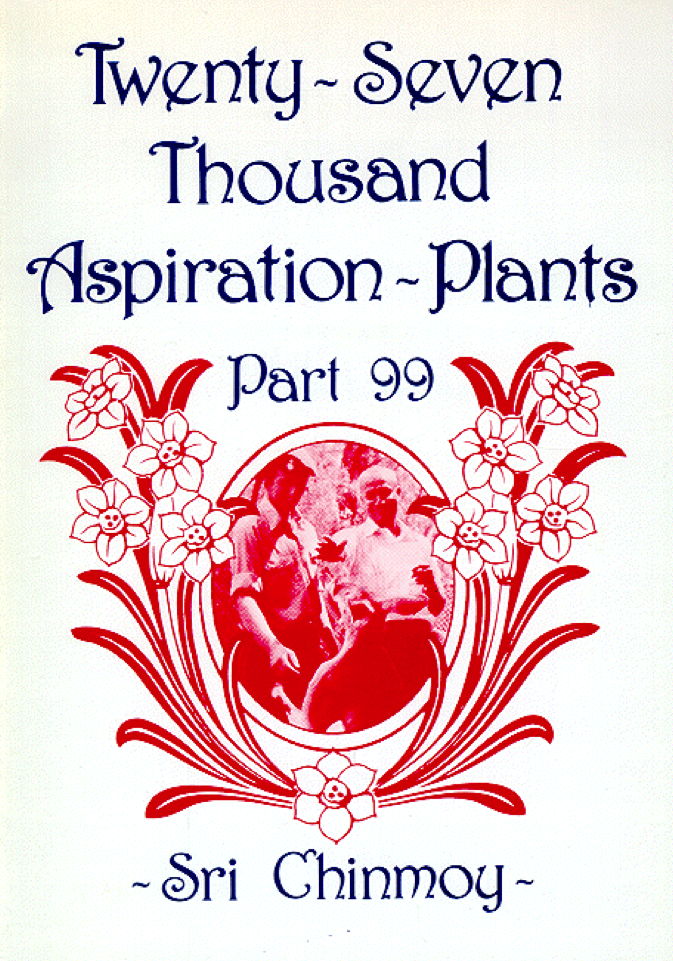 Twenty~Seven
Thousand
Aspiration~Plants
Part 99
~Sri Chinmoy~